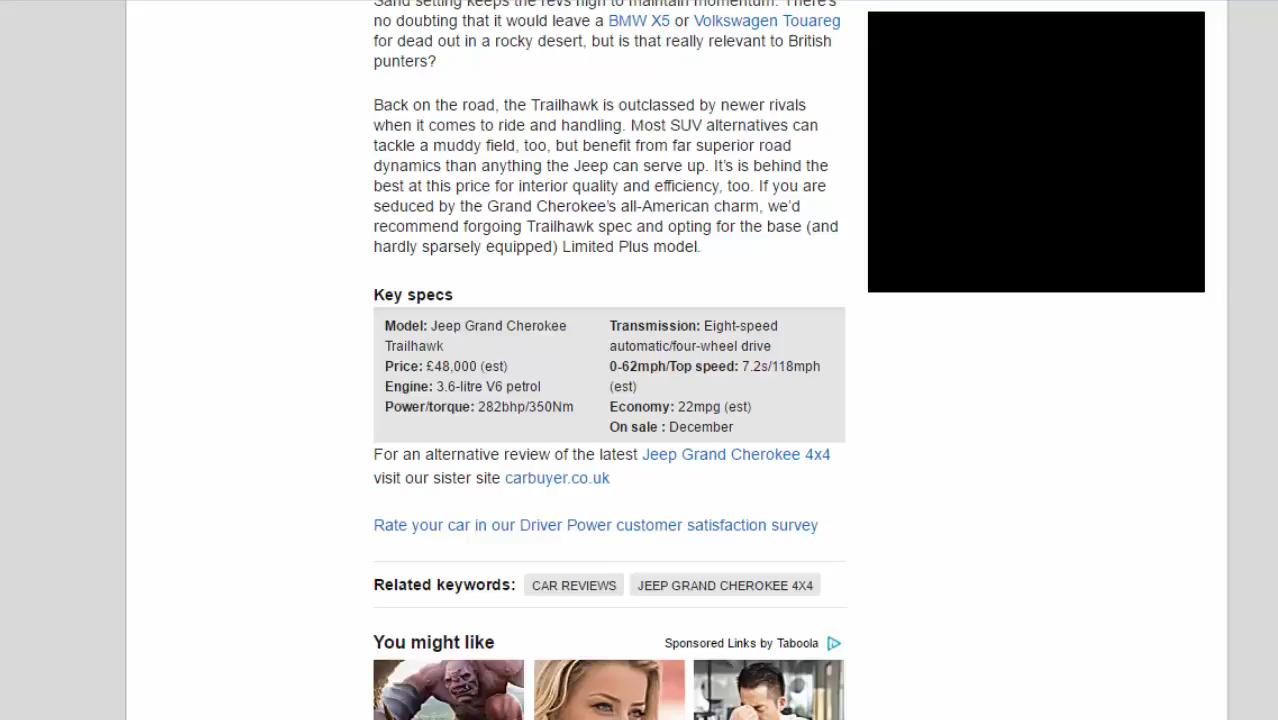 Sand setting keeps the revs high to maintain momentum. There's
no doubting that it would leave a BMW X5 or Volkswagen Touareg
for dead out in a rocky desert, but is that really relevant to British
punters?
Back on the road, the Trailhawk is outclassed by newer rivals
when it comes to ride and handling. Most SUV alternatives can
tackle a muddy field, too, but benefit from far superior road
dynamics than anything the Jeep can serve up. It's is behind the
best at this price for interior quality and efficiency, too. If you are
seduced by the Grand Cherokee's all-American charm, we'd
recommend forgoing Trailhawk spec and opting for the base (and
hardly sparsely equipped) Limited Plus model.
Key specs
Model: Jeep Grand Cherokee
Trailhawk
Price: £48,000 (est)
Engine: 3.6-litre V6 petrol
Power/torque: 282bhp/350Nm
Transmission: Eight-speed
automatic/four-wheel drive
0-62mph/Top speed: 7.2s/118mph
(est)
Economy: 22mpg (est)
On sale : December
For an alternative review of the latest Jeep Grand Cherokee 4x4
visit our sister site carbuyer.co.uk
Rate your car in our Driver Power customer satisfaction survey
Related keywords: CAR REVIEWS JEEP GRAND CHEROKEE 4X4
You might like Sponsored Links by Taboola